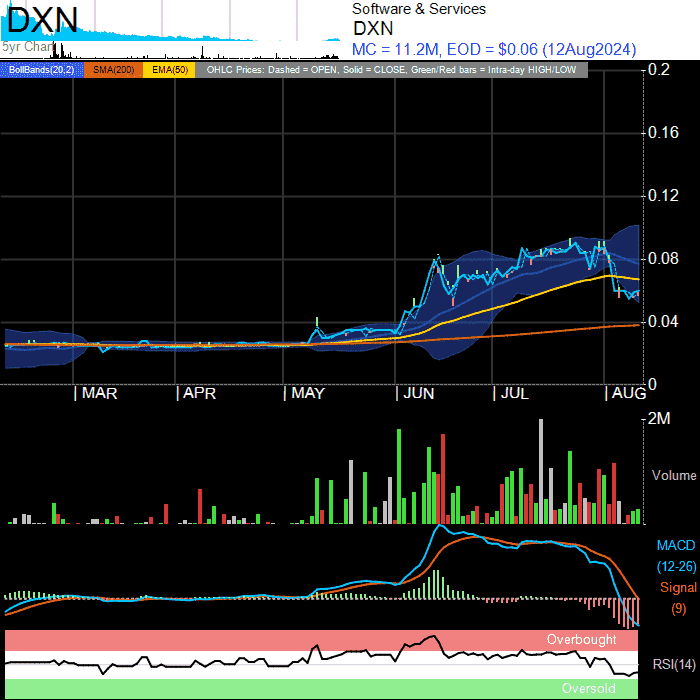 DXN
5yr Chart
Software & Services
DXN
MC = 11.2M, EOD = $0.06 (12Aug2024)
BollBands(20,2) SMA(200) EMA(50) OHLC Prices: Dashed = OPEN, Solid = CLOSE, Green/Red bars = Intra-day HIGH/LOW
0.2
0.16
0.12
0.08
0.04
0
| MAR | APR | MAY | JUN | JUL | AUG
2M
Volume
MACD
(12-26)
Signal
(9)
Overbought
RSI(14)
Oversold